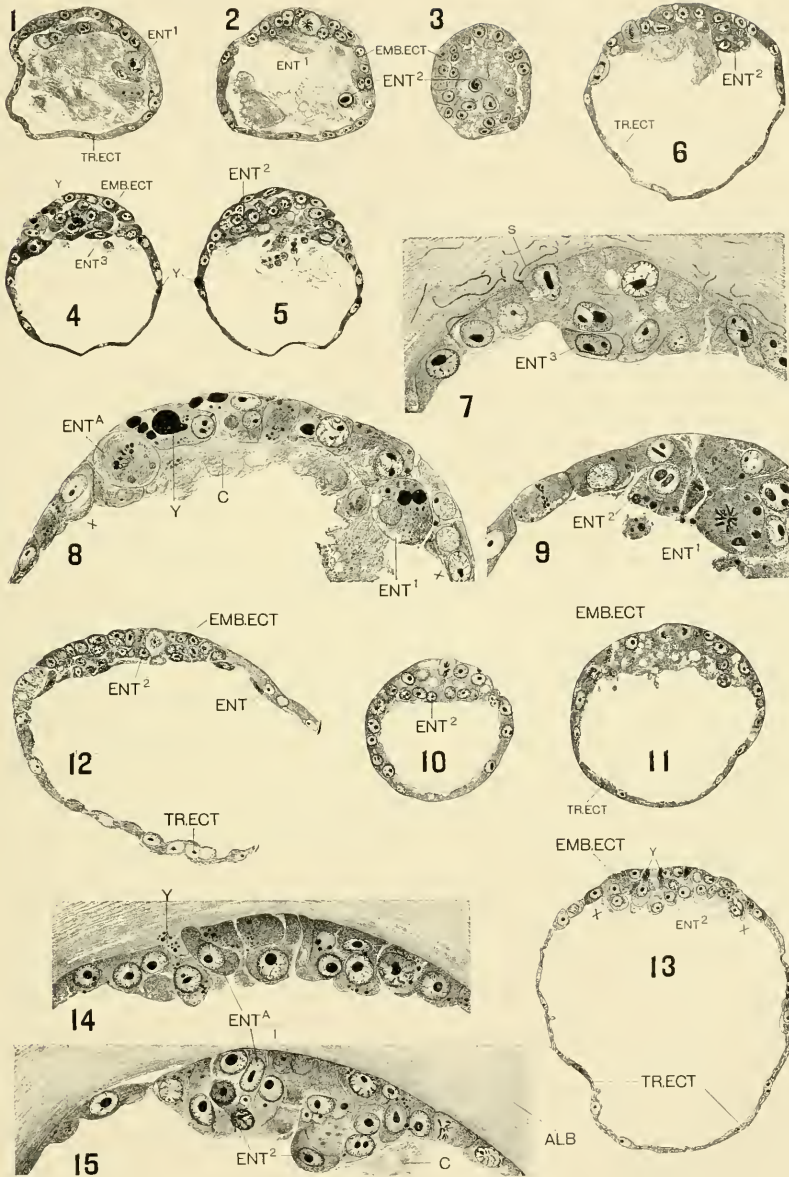 1
ENT1
TR.ECT
2
ENT1
EMB.ECT
3
ENT2
6
ENT2
TR.ECT
Y
EMB.ECT
ENT3
4
Y
ENT2
Y
5
S
ENT3
7
ENTA
Y
C
X
ENT1
X
8
ENT2
ENT1
9
EMB.ECT
ENT2
ENT
12
TR.ECT
ENT2
10
EMB.ECT
11
TR.ECT
EMB.ECT
Y
X
ENT2
X
13
TR.ECT
Y
14
ENTA
1
ENT2
C
ALB
15